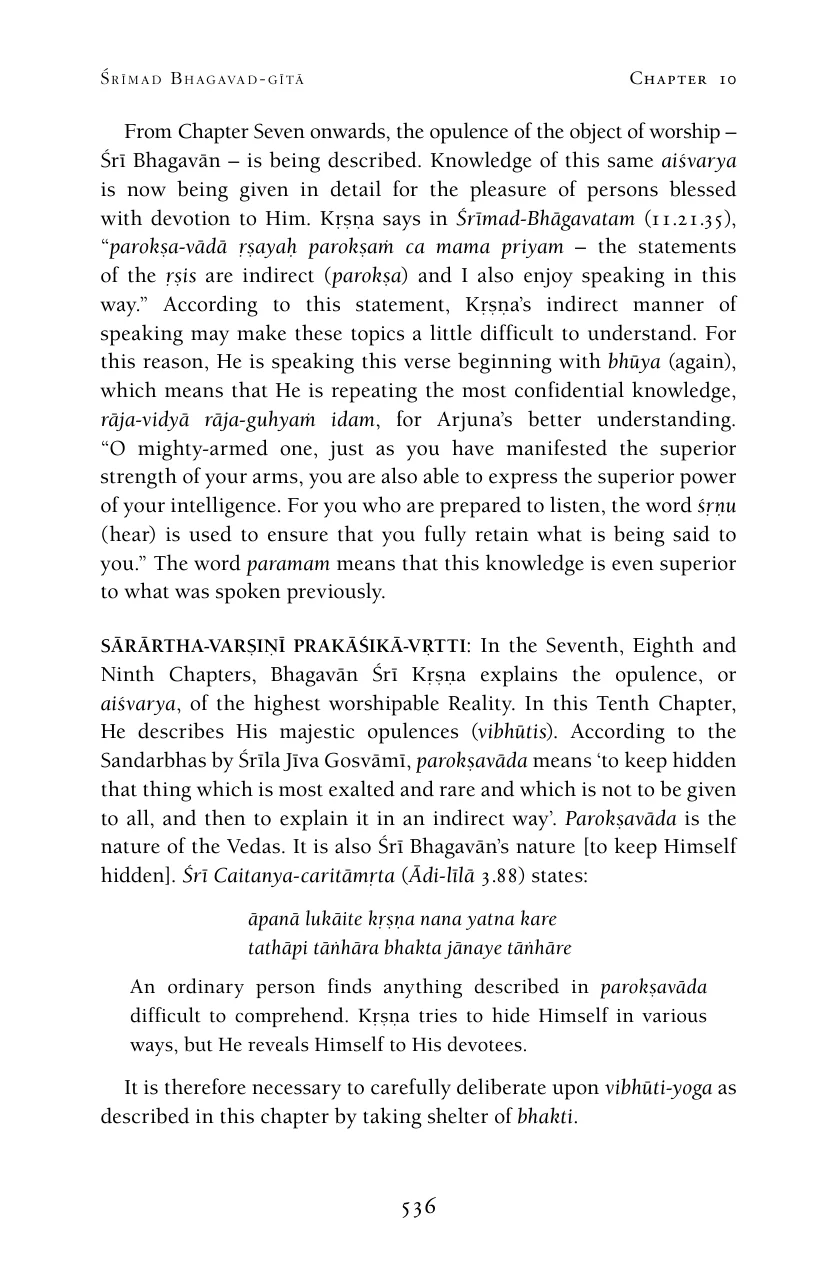 Śrīmad Bhagavad-gītā Chapter 10
From Chapter Seven onwards, the opulence of the object of worship –
Śrī Bhagavān – is being described. Knowledge of this same aiśvarya
is now being given in detail for the pleasure of persons blessed
with devotion to Him. Kṛṣṇa says in Śrīmad-Bhāgavatam (11.21.35),
“parokṣa-vādā ṛṣayaḥ parokṣaṁ ca mama priyam – the statements
of the ṛṣis are indirect (parokṣa) and I also enjoy speaking in this
way.” According to this statement, Kṛṣṇa’s indirect manner of
speaking may make these topics a little difficult to understand. For
this reason, He is speaking this verse beginning with bhūya (again),
which means that He is repeating the most confidential knowledge,
rāja-vidyā rāja-guhyaṁ idam, for Arjuna’s better understanding.
“O mighty-armed one, just as you have manifested the superior
strength of your arms, you are also able to express the superior power
of your intelligence. For you who are prepared to listen, the word śṛṇu
(hear) is used to ensure that you fully retain what is being said to
you.” The word paramam means that this knowledge is even superior
to what was spoken previously.
SĀRĀRTHA-VARṢIṆĪ PRAKĀŚIKĀ-VṚTTI: In the Seventh, Eighth and
Ninth Chapters, Bhagavān Śrī Kṛṣṇa explains the opulence, or
aiśvarya, of the highest worshipable Reality. In this Tenth Chapter,
He describes His majestic opulences (vibhūtis). According to the
Sandarbhas by Śrīla Jīva Gosvāmī, parokṣavāda means ‘to keep hidden
that thing which is most exalted and rare and which is not to be given
to all, and then to explain it in an indirect way’. Parokṣavāda is the
nature of the Vedas. It is also Śrī Bhagavān’s nature [to keep Himself
hidden]. Śrī Caitanya-caritāmṛta (Ādi-līlā 3.88) states:
āpanā lukāite kṛṣṇa nana yatna kare
tathāpi tāṅhāra bhakta jānaye tāṅhāre
An ordinary person finds anything described in parokṣavāda
difficult to comprehend. Kṛṣṇa tries to hide Himself in various
ways, but He reveals Himself to His devotees.
It is therefore necessary to carefully deliberate upon vibhūti-yoga as
described in this chapter by taking shelter of bhakti.
536